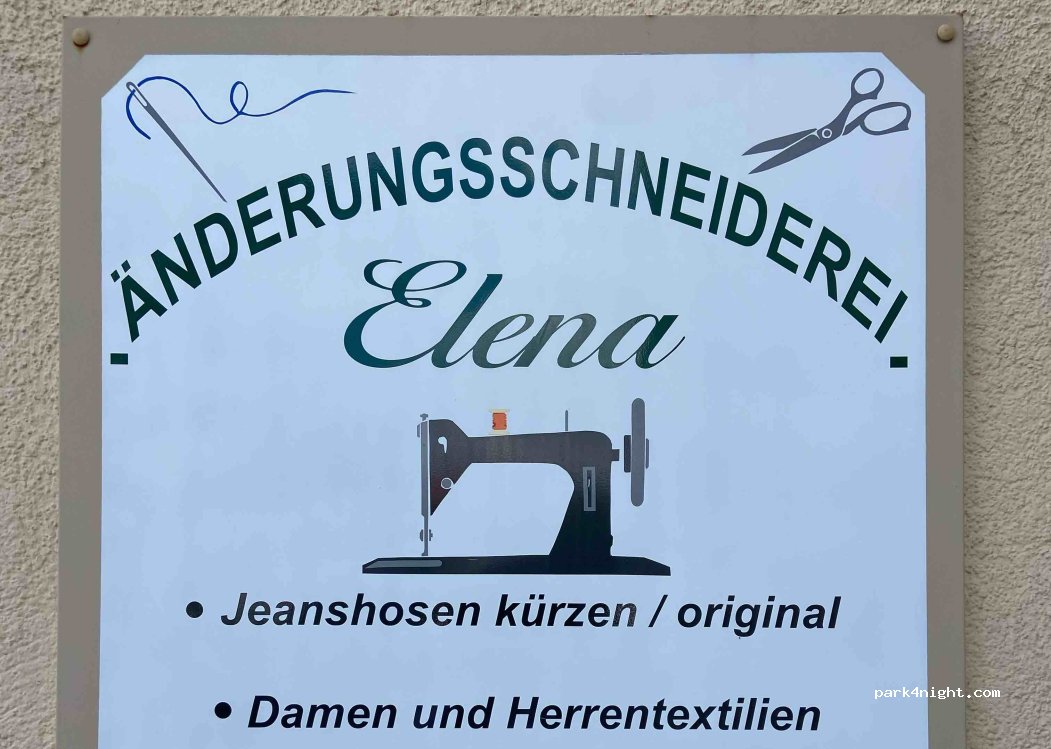 ÄNDERUNGSSCHNEIDEREI
Elena
• Jeanshosen kürzen / original
• Damen und Herrentextilien
park4night.com